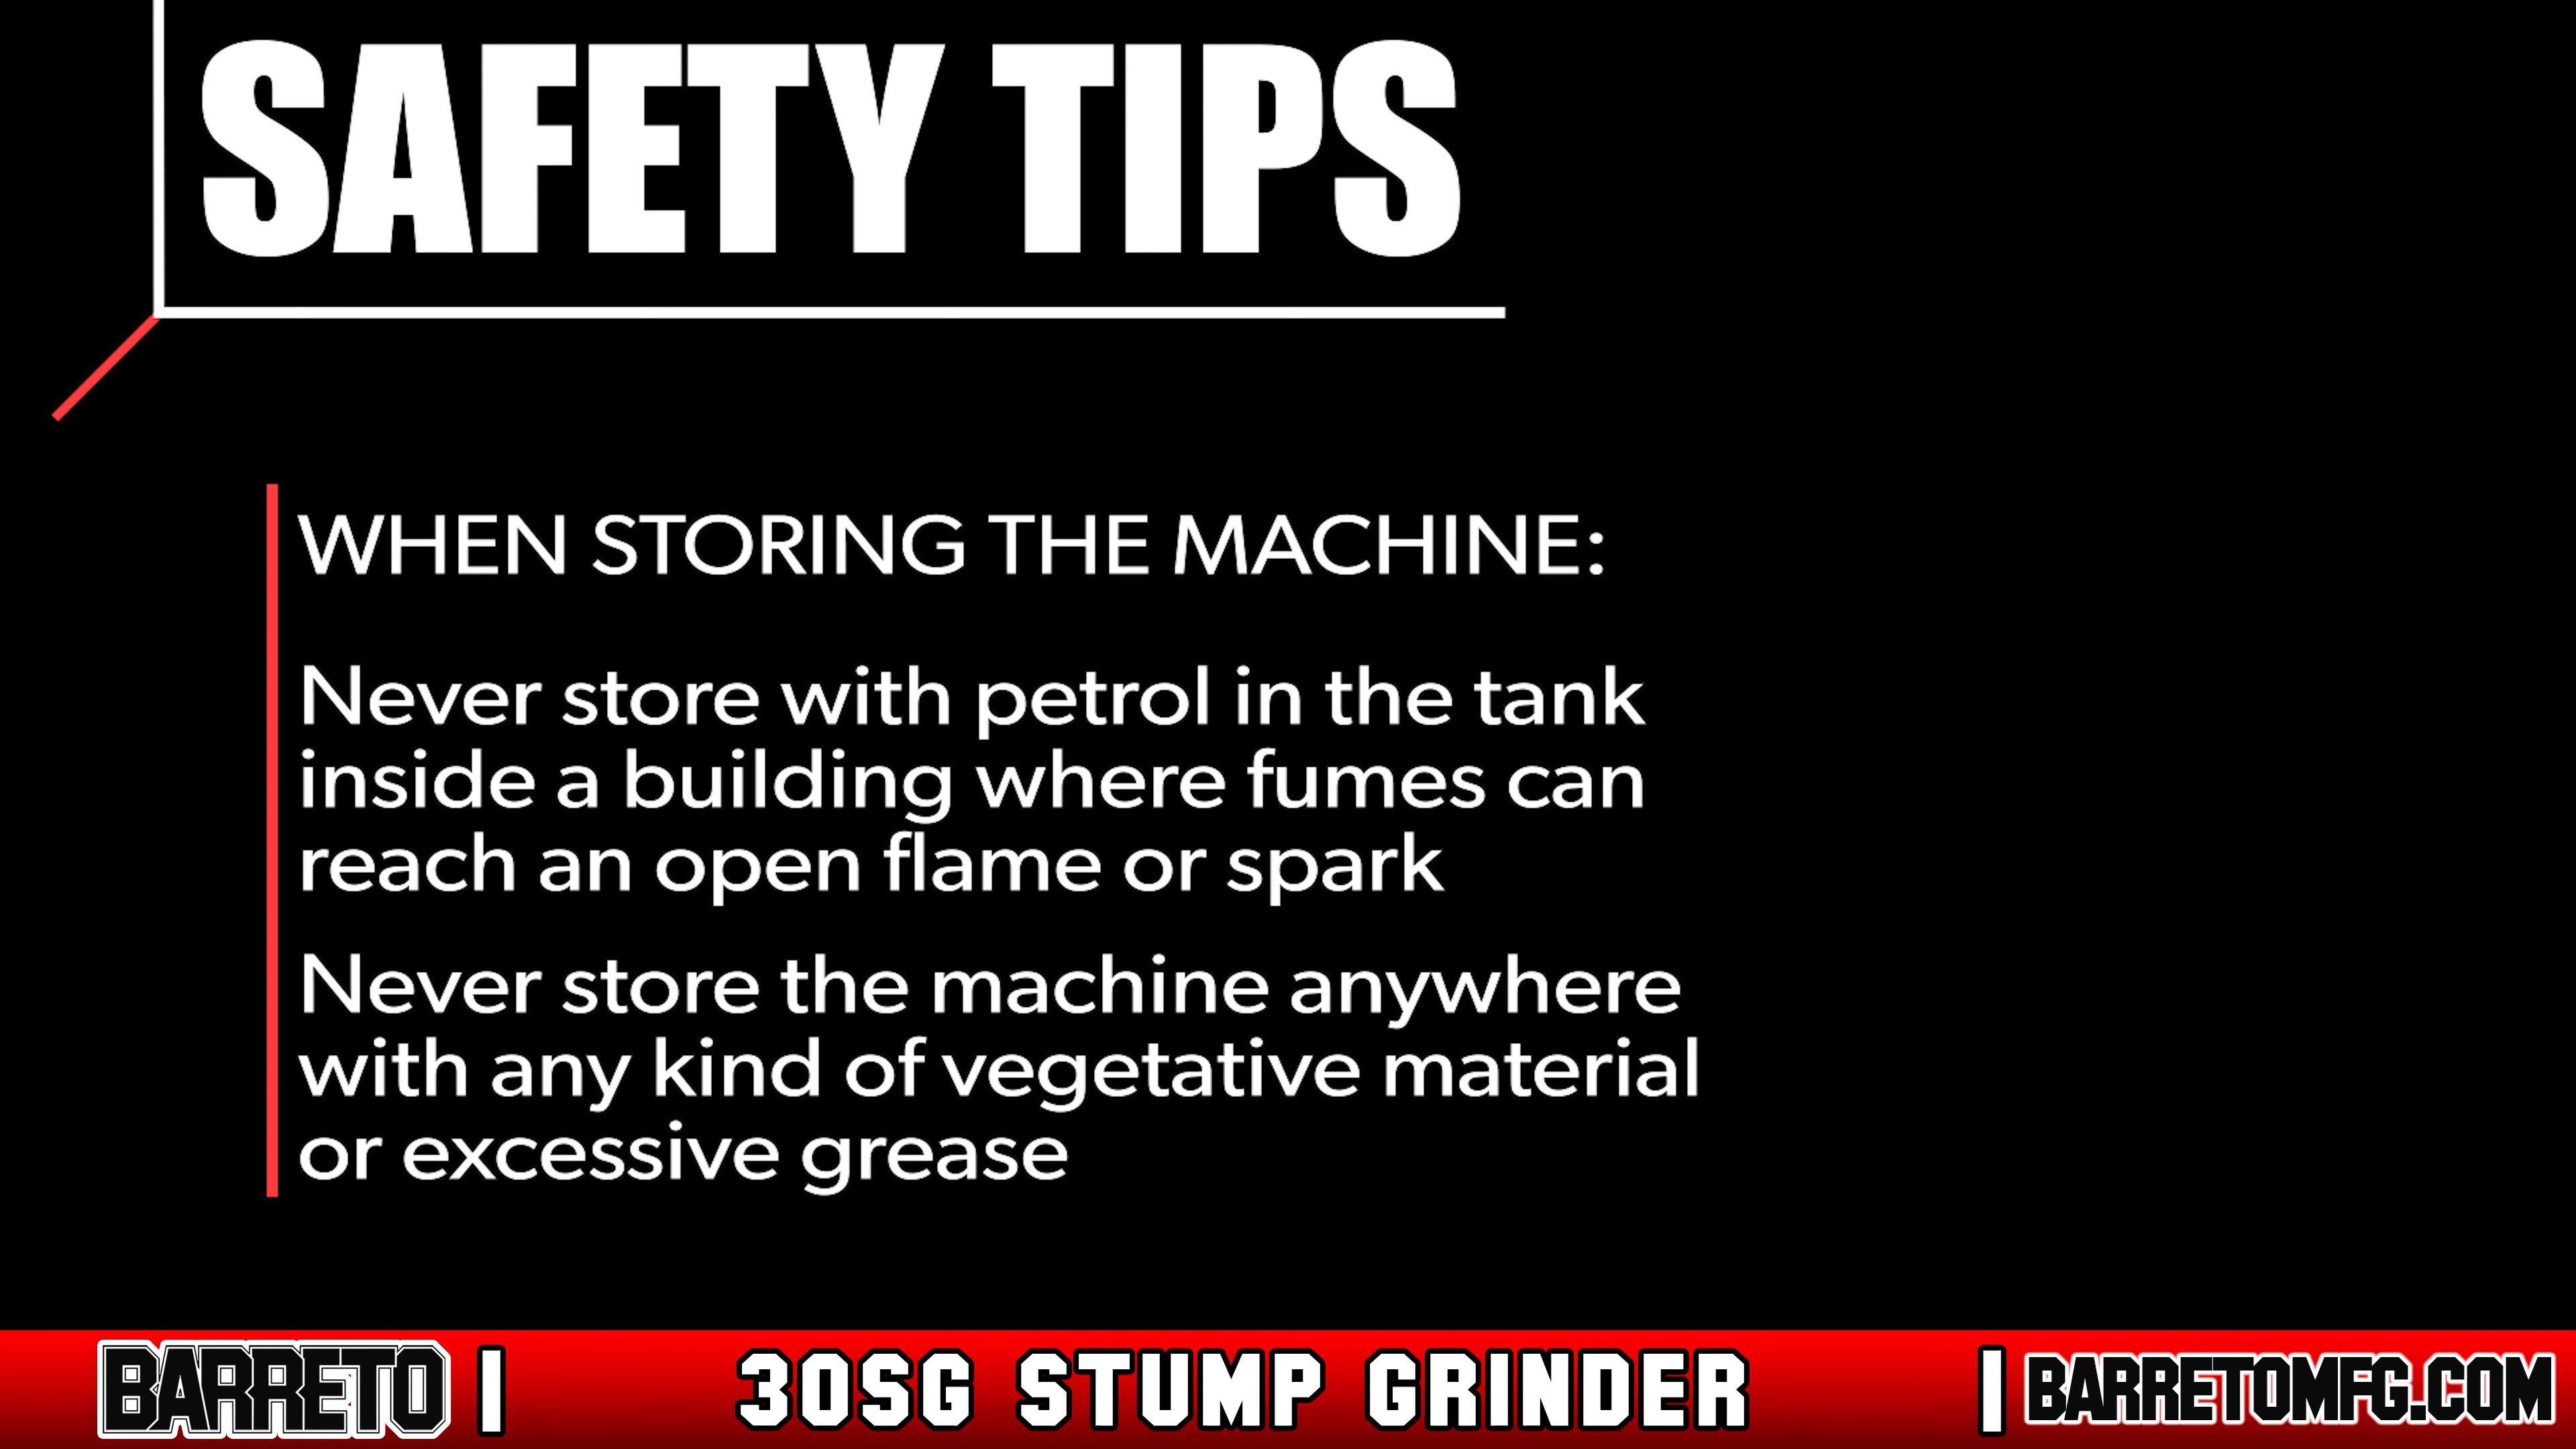 SAFETY TIPS
WHEN STORING THE MACHINE:
Never store with petrol in the tank
inside a building where fumes can
reach an open flame or spark
Never store the machine anywhere
with any kind of vegetative material
or excessive grease
BARRETO | 30SG STUMP GRINDER | BARRETOMFG.COM